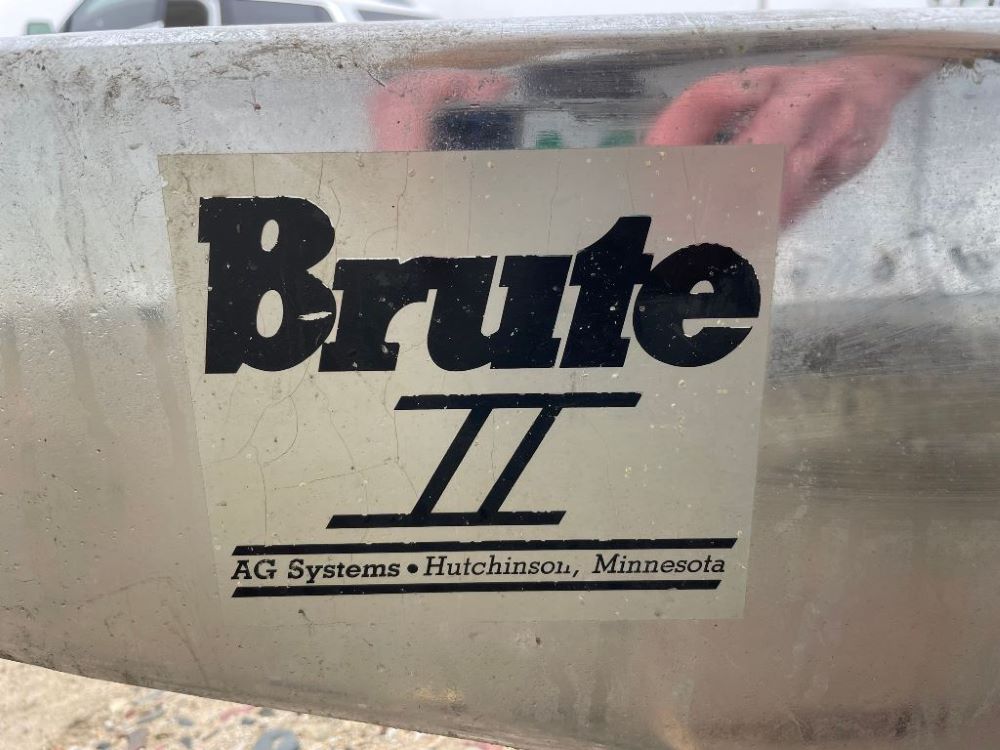 Brute
II
AG Systems • Hutchinson, Minnesota